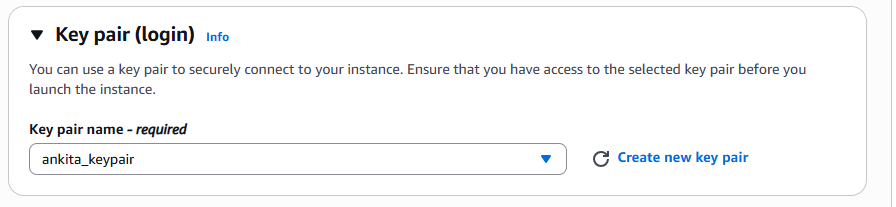 Key pair (login) Info
You can use a key pair to securely connect to your instance. Ensure that you have access to the selected key pair before you
launch the instance.
Key pair name - required
ankita_keypair
Create new key pair